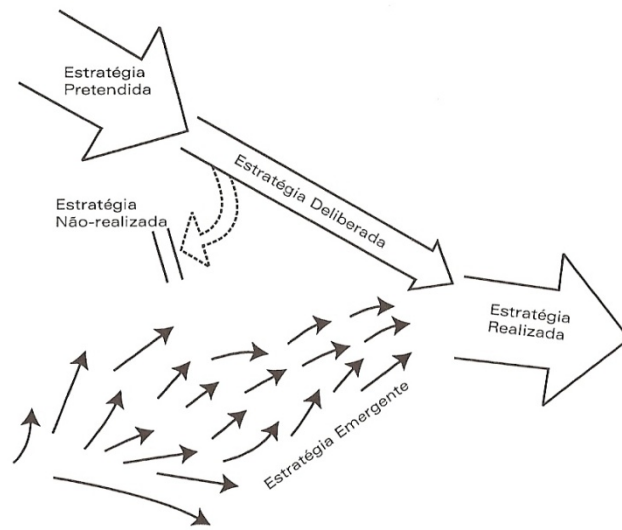 Estratégia
Pretendida
Estratégia Deliberada
Estratégia
Não-realizada
Estratégia
Realizada
Estratégia Emergente